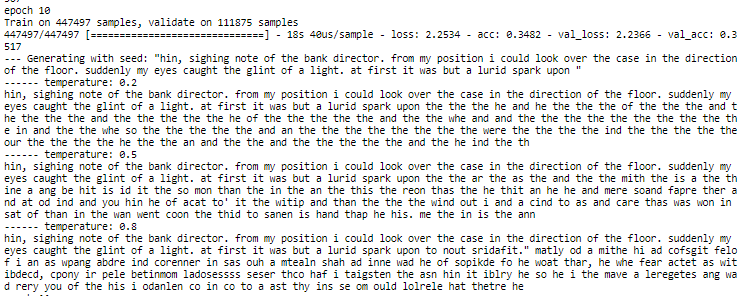 epoch 10
Train on 447497 samples, validate on 111875 samples
447497/447497 [==============================] - 18s 40us/sample - loss: 2.2534 - acc: 0.3482 - val_loss: 2.2366 - val_acc: 0.3
517
--- Generating with seed: "hin, sighing note of the bank director. from my position i could look over the case in the direction
of the floor. suddenly my eyes caught the glint of a light. at first it was but a lurid spark upon "
------ temperature: 0.2
hin, sighing note of the bank director. from my position i could look over the case in the direction of the floor. suddenly my
eyes caught the glint of a light. at first it was but a lurid spark upon the the the he and he the the the of the the the and t
he the the the and the the the the the he of the the the the the and the the whe and and the the the the the the the the the th
e in and the the whe so the the the the the and an the the the the the the the the the were the the the the ind the the the the the
our the the the the he the the an and the the and the the the the the and the he ind the th
------ temperature: 0.5
hin, sighing note of the bank director. from my position i could look over the case in the direction of the floor. suddenly my
eyes caught the glint of a light. at first it was but a lurid spark upon the the ar the as the and the the mith the is a the th
ine a ang be hit is id it the so mon than the in the an the this the reon thas the he thit an he he and mere soand fapre ther a
nd at od ind and you hin he of acat to' it the witip and than the the the wind out i and a cind to as and care thas was won in
sat of than in the wan went coon the thid to sanen is hand thap he his. me the in is the ann
------ temperature: 0.8
hin, sighing note of the bank director. from my position i could look over the case in the direction of the floor. suddenly my
eyes caught the glint of a light. at first it was but a lurid spark upon to nout sridafit." matly od a mithe hi ad cofsgit felo
f i an as wpang abdre ind corenner in sas ouh a mtealn shah ad inne wad he of sopikde fo he woat thar, he whe fear actet as wit
ibdecd, cpony ir pele betinmom ladosessss seser thco haf i taigsten the asn hin it iblry he so he i the mave a leregetes ang wa
d rery you of the his i odanlen co in co to a ast thy ins se om ould lolrele hat thetre he